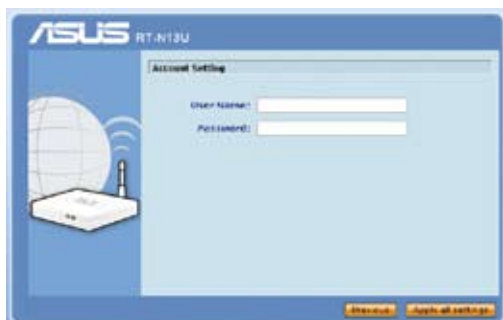 ASUS RT-N13U
Account Setting
User Name:
Password:
Previous Apply all settings